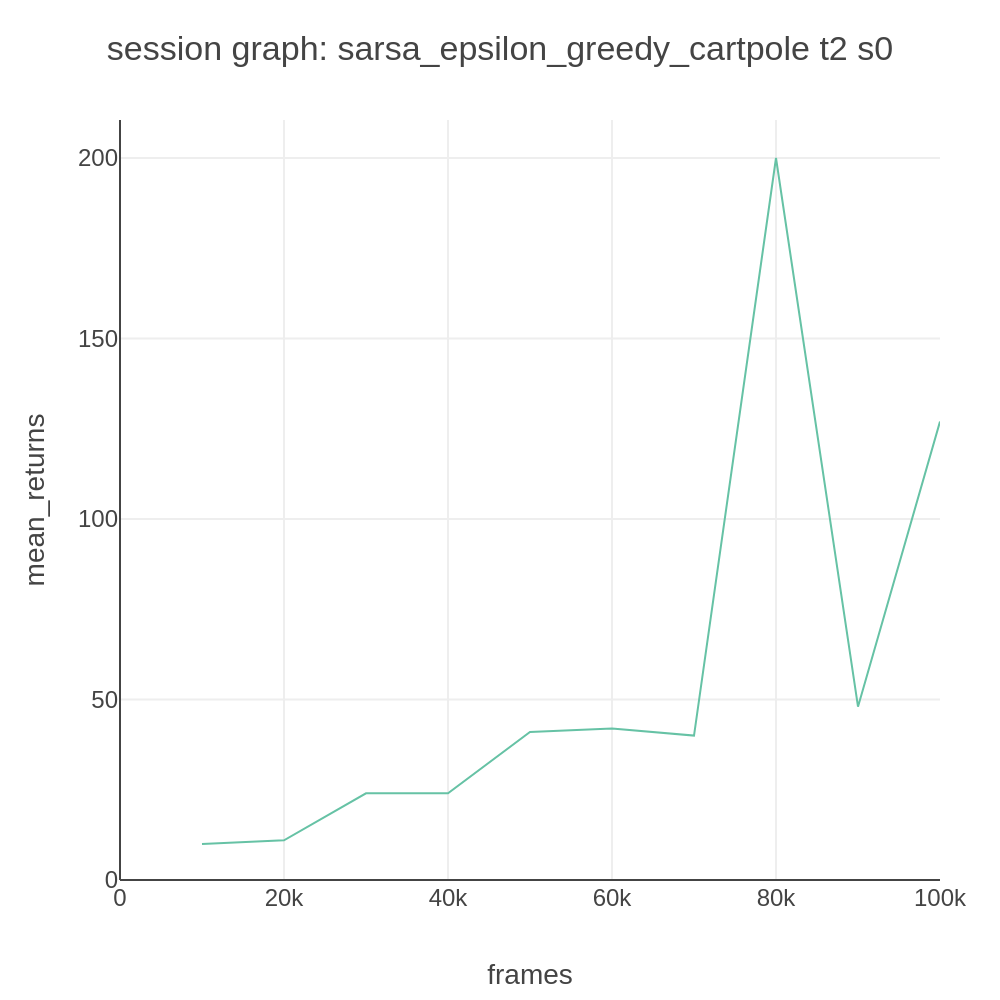 session graph: sarsa_epsilon_greedy_cartpole t2 s0
200
150
100
50
0
mean_returns
0 20k 40k 60k 80k 100k
frames